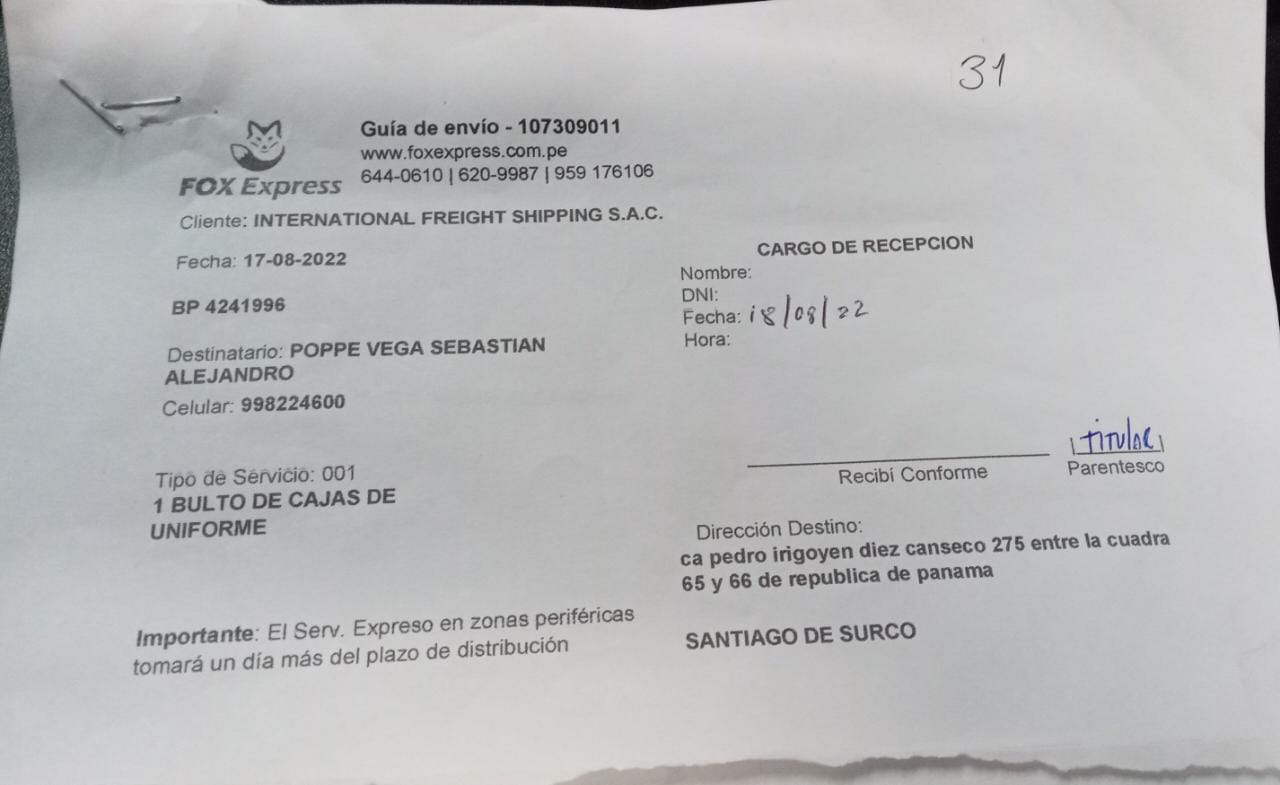 31
Guía de envío - 107309011
www.foxexpress.com.pe
644-0610 | 620-9987 | 959 176106
FOX Express
Cliente: INTERNATIONAL FREIGHT SHIPPING S.A.C.
Fecha: 17-08-2022
BP 4241996
Destinatario: POPPE VEGA SEBASTIAN
ALEJANDRO
Celular: 998224600
Tipo de Servicio: 001
1 BULTO DE CAJAS DE
UNIFORME
Importante: El Serv. Expreso en zonas periféricas
tomará un día más del plazo de distribución
CARGO DE RECEPCION
Nombre:
DNI:
Fecha: 18/08/22
Hora:
Recibí Conforme
titular
Parentesco
Dirección Destino:
ca pedro irigoyen diez canseco 275 entre la cuadra
65 y 66 de republica de panama
SANTIAGO DE SURCO